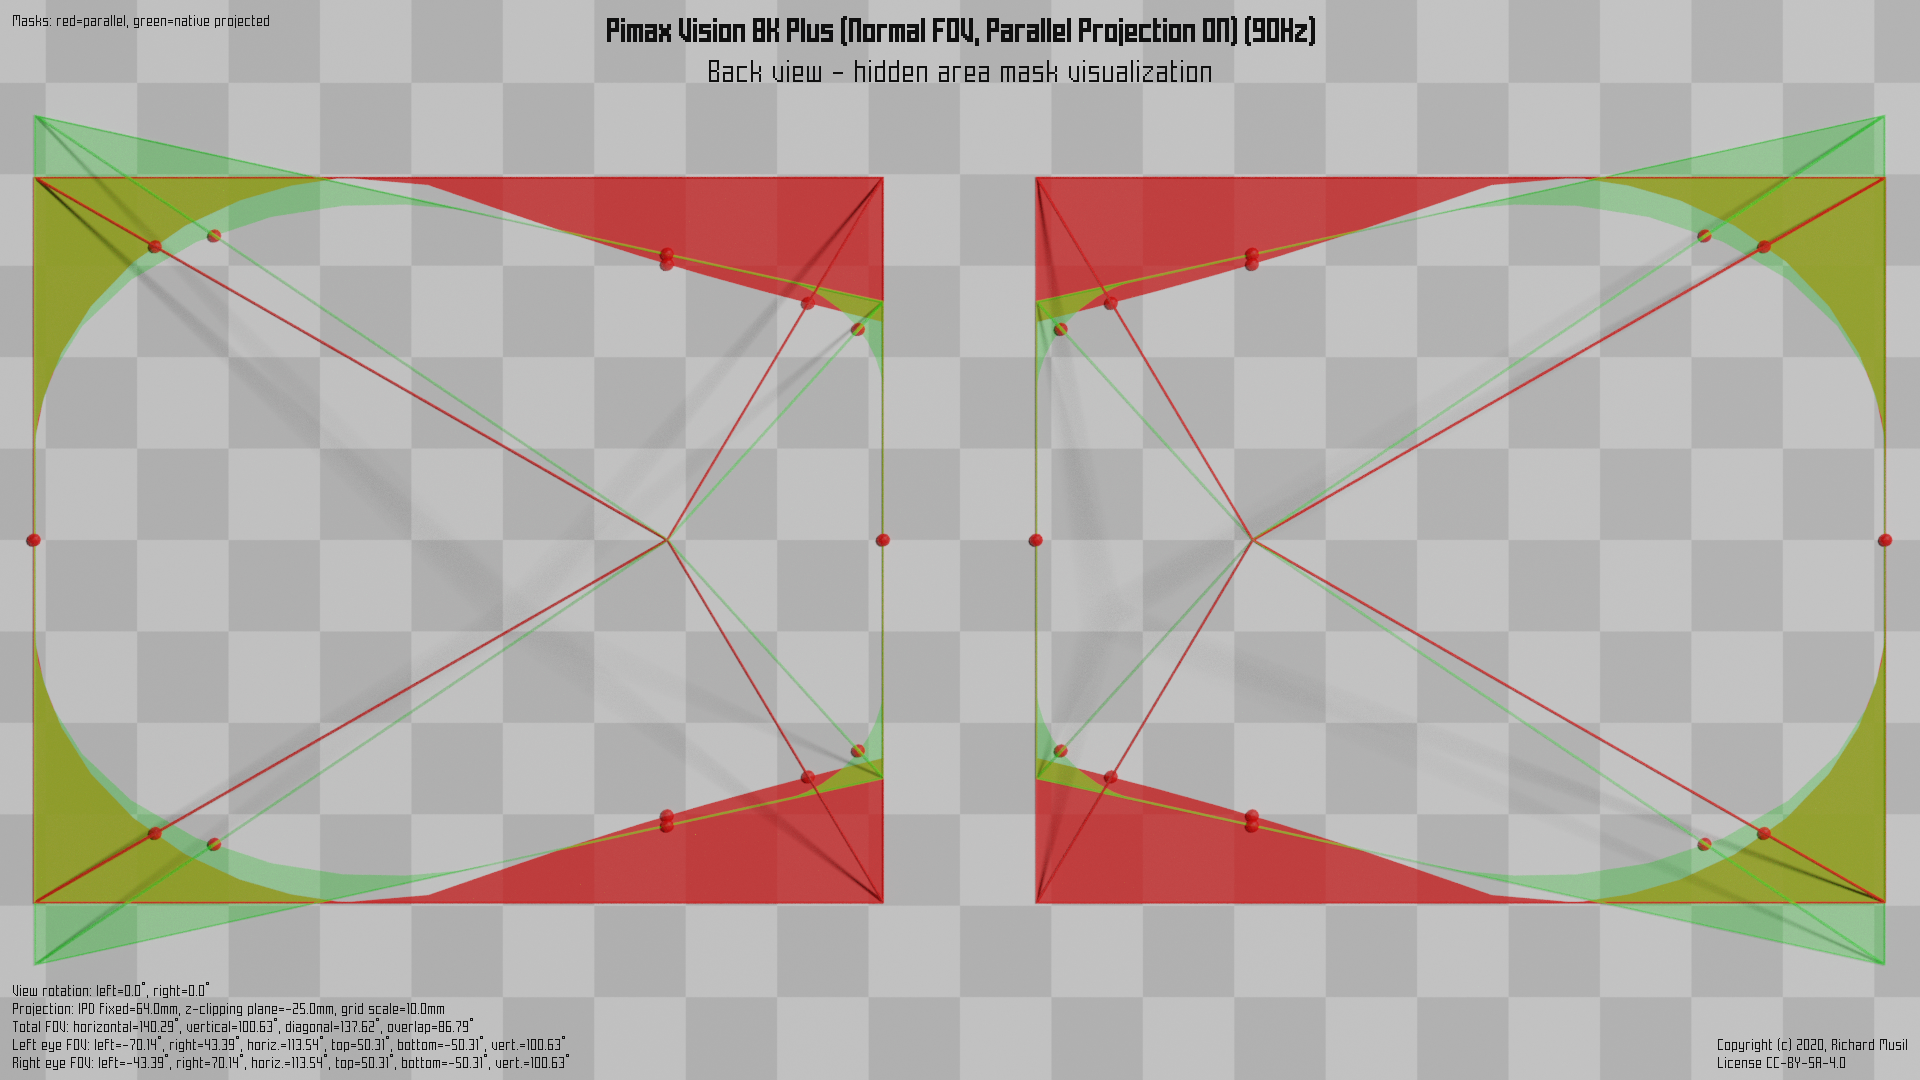 Masks: red=parallel, green=native projected
Pimax Vision 8K Plus (Normal FOV, Parallel Projection ON) (90Hz)
Back view - hidden area mask visualization
View rotation: left=0.0°, right=0.0°
Projection: IPD fixed=64.0mm, z-clipping plane=-25.0mm, grid scale=10.0mm
Total FOV: horizontal=140.29°, vertical=100.63°, diagonal=137.62°, overlap=86.79°
Left eye FOV: left=-70.14°, right=43.39°, horiz.=113.54°, top=50.31°, bottom=-50.31°, vert.=100.63°
Right eye FOV: left=-43.39°, right=70.14°, horiz.=113.54°, top=50.31°, bottom=-50.31°, vert.=100.63°
Copyright (c) 2020, Richard Musil
License CC-BY-SA-4.0